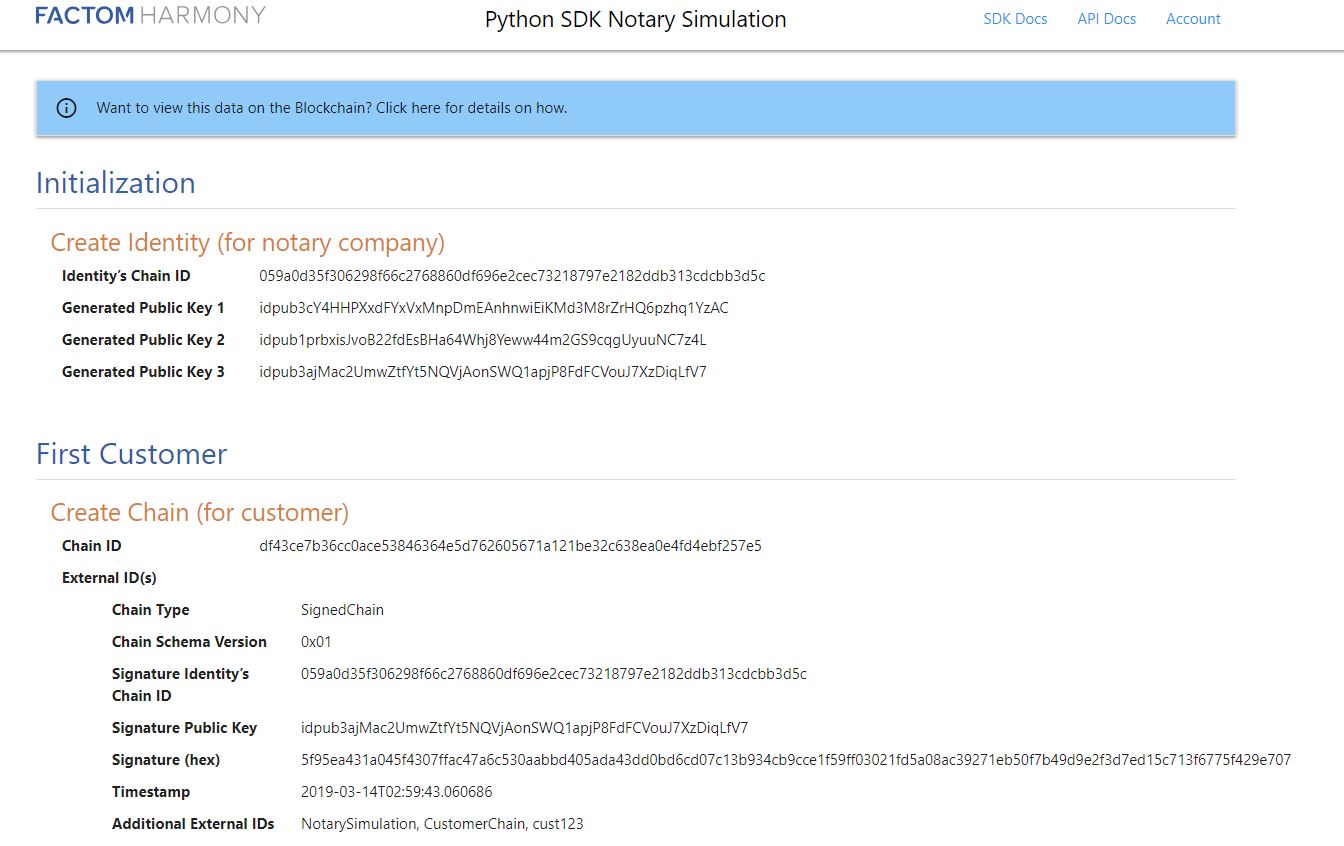 FACTOM HARMONY Python SDK Notary Simulation SDK Docs API Docs Account
Want to view this data on the Blockchain? Click here for details on how.
Initialization
Create Identity (for notary company)
Identity’s Chain ID 059a0d35f306298f66c2768860df696e2cec73218797e2182ddb313cdcbb3d5c
Generated Public Key 1 idpub3cY4HHPXxdFYxVxMnpDmEAnhnwiEiKMd3M8rZrHQ6pzhq1YzAC
Generated Public Key 2 idpub1prbxisJvoB22fdEsBHa64Whj8Yeww44m2GS9cqgUyuuNC7z4L
Generated Public Key 3 idpub3ajMac2UmwZtfYt5NQVjAonSWQ1apjP8FdFCVouJ7XzDiqLfV7
First Customer
Create Chain (for customer)
Chain ID df43ce7b36cc0ace53846364e5d762605671a121be32c638ea0e4fd4ebf257e5
External ID(s)
Chain Type SignedChain
Chain Schema Version 0x01
Signature Identity’s 059a0d35f306298f66c2768860df696e2cec73218797e2182ddb313cdcbb3d5c
Chain ID
Signature Public Key idpub3ajMac2UmwZtfYt5NQVjAonSWQ1apjP8FdFCVouJ7XzDiqLfV7
Signature (hex) 5f95ea431a045f4307ffac47a6c530aabbd405ada43dd0bd6cd07c13b934cb9cce1f59ff03021fd5a08ac39271eb50f7b49d9e2f3d7ed15c713f6775f429e707
Timestamp 2019-03-14T02:59:43.060686
Additional External IDs NotarySimulation, CustomerChain, cust123